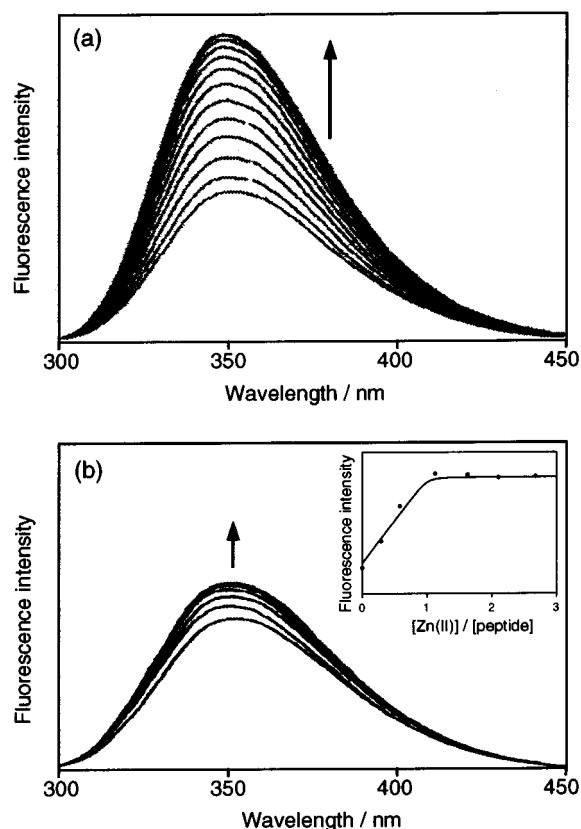 (a)
Fluorescence intensity
300
350
400
450
Wavelength / nm
(b)
Fluorescence intensity
Fluorescence intensity
0
1
2
3
[Zn(II)] / [peptide]
300
350
400
450
Wavelength / nm